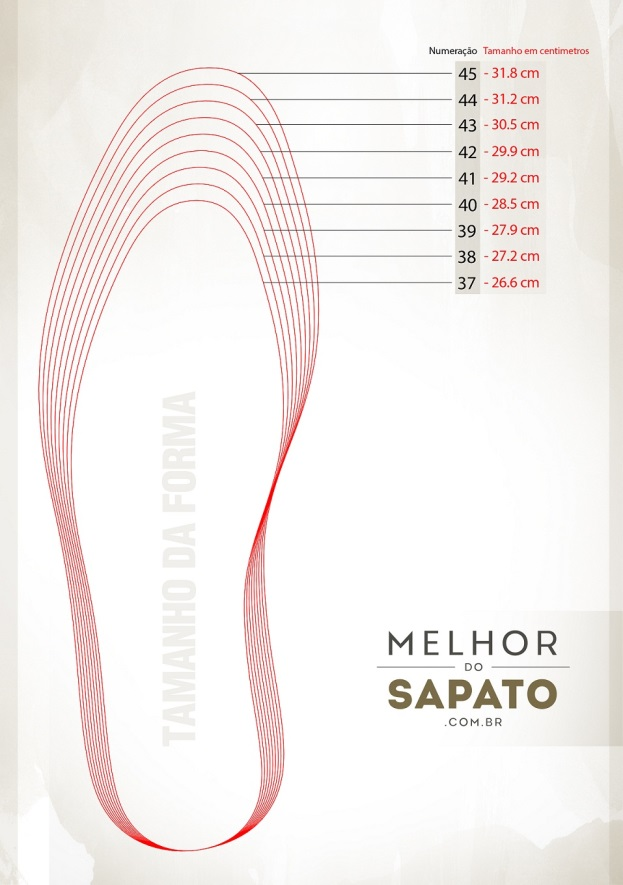 Numeração Tamanho em centimetros
45 - 31.8 cm
44 - 31.2 cm
43 - 30.5 cm
42 - 29.9 cm
41 - 29.2 cm
40 - 28.5 cm
39 - 27.9 cm
38 - 27.2 cm
37 - 26.6 cm
TAMANHO DA FORMA
MELHOR
DO
SAPATO
.COM.BR